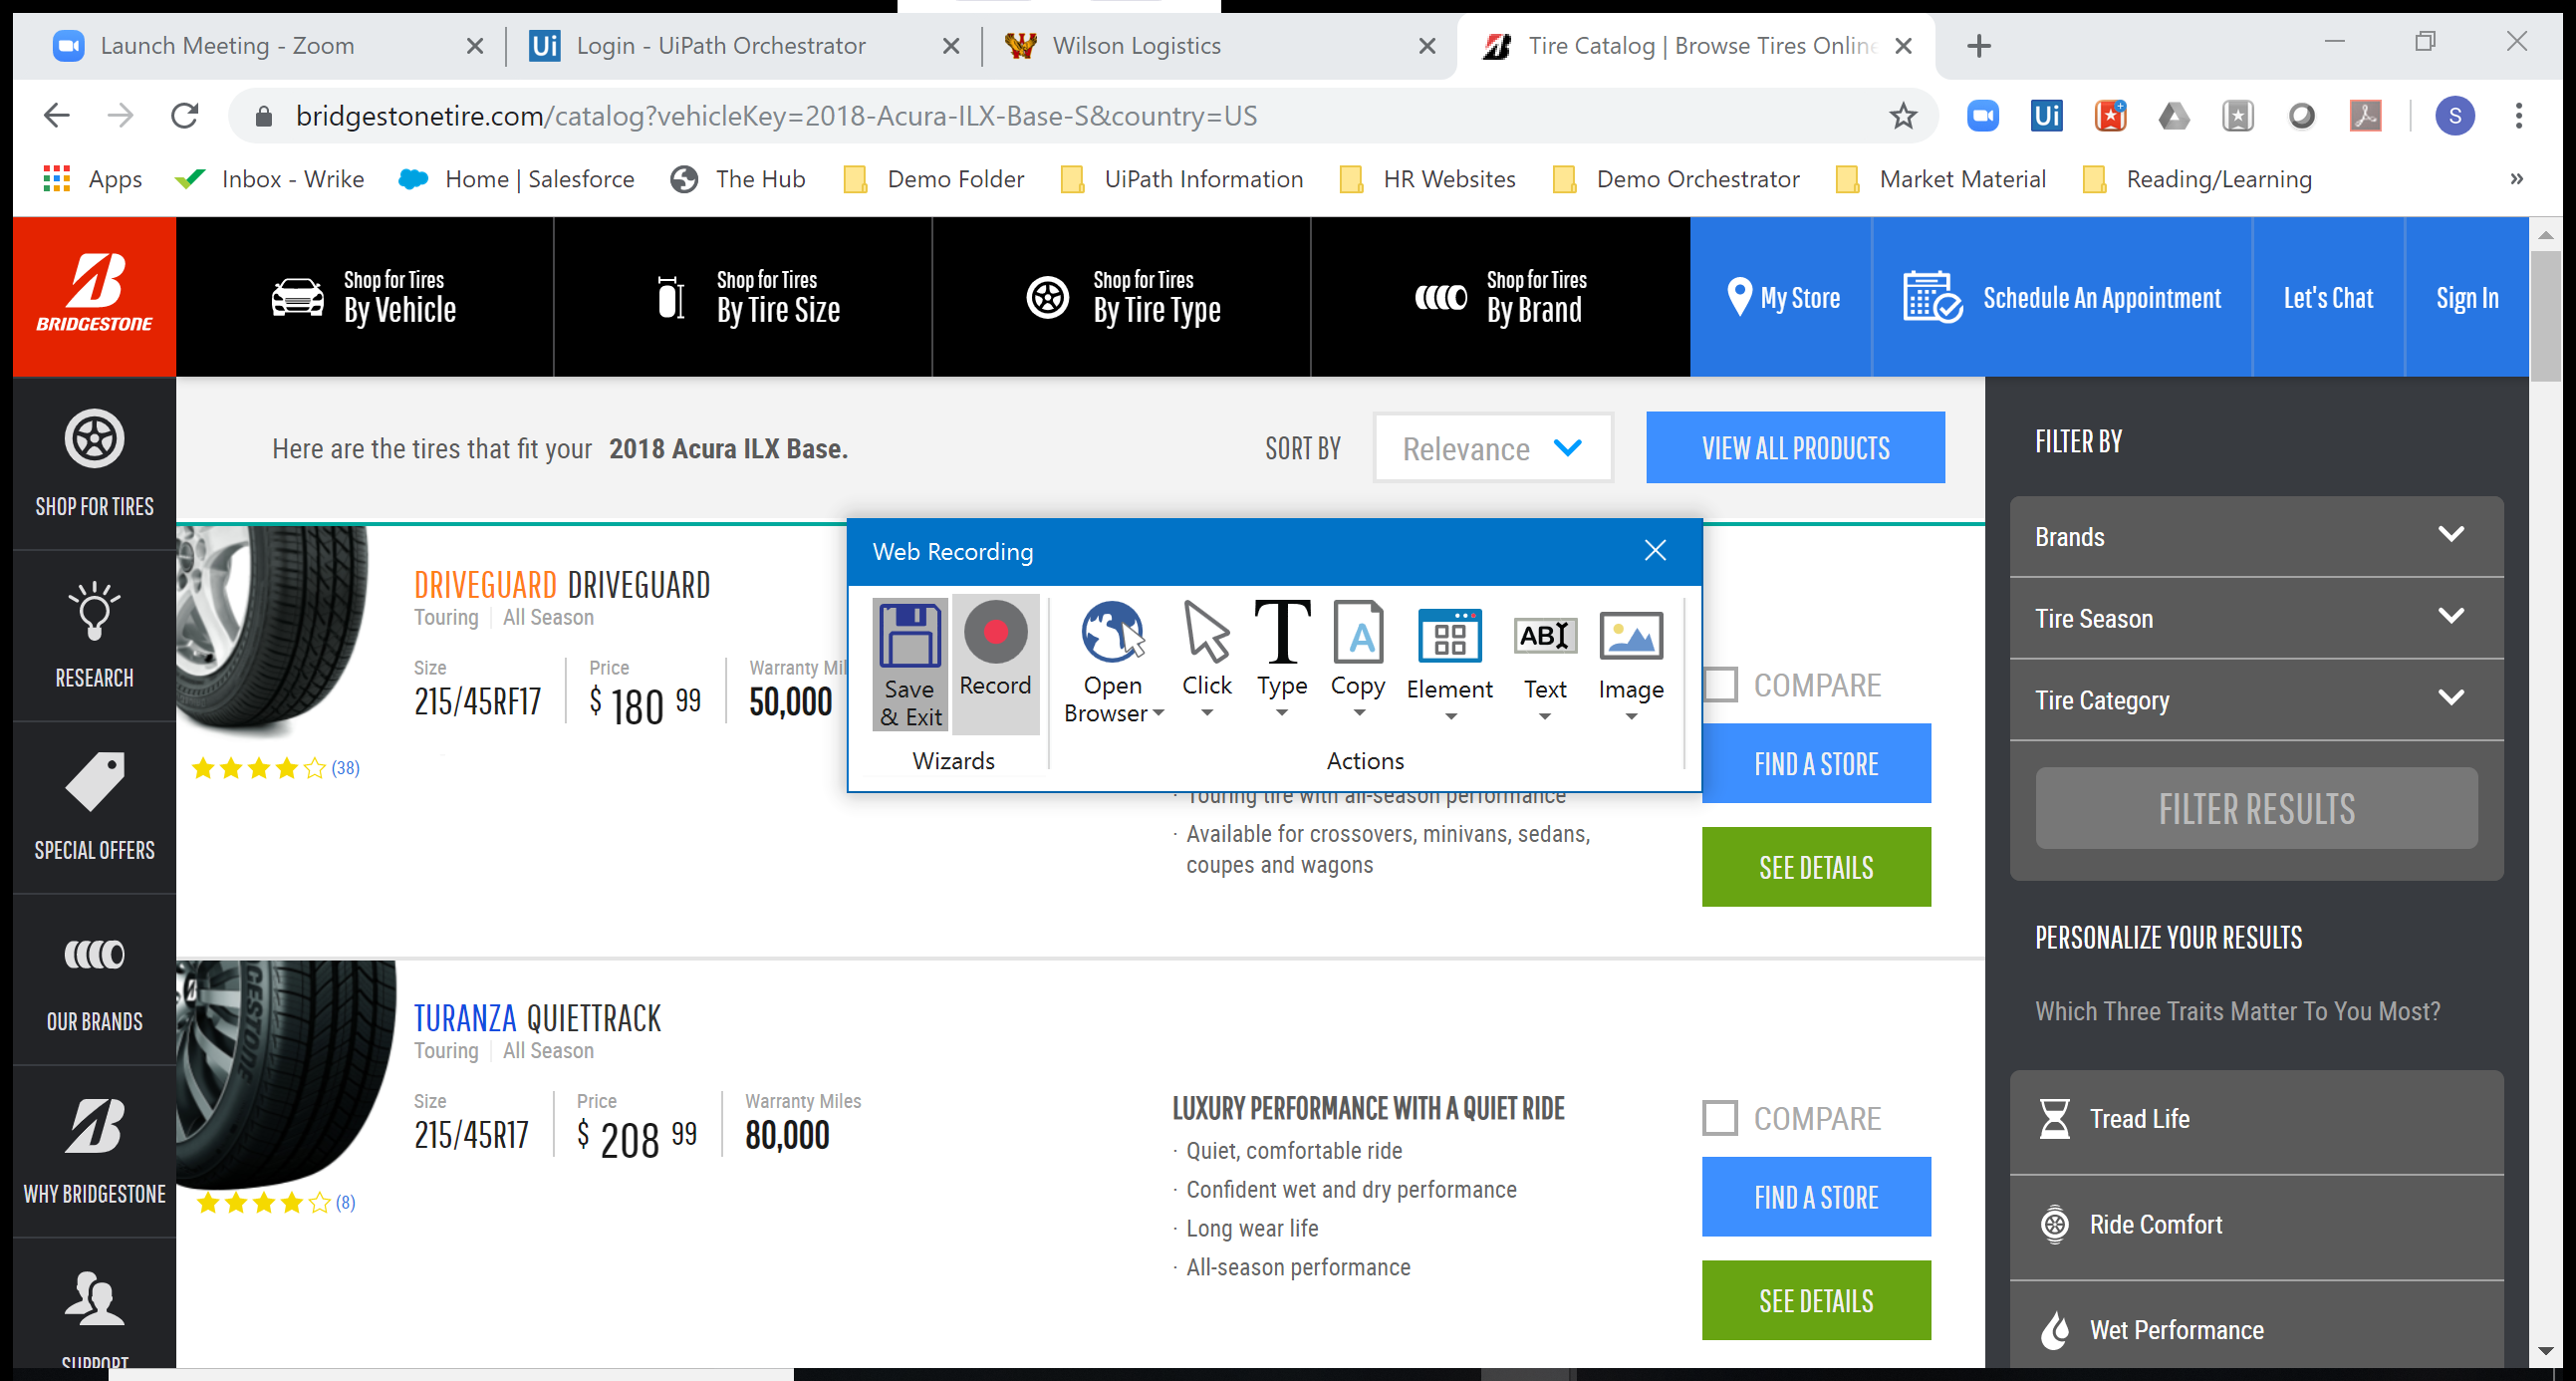 Launch Meeting - Zoom
Ui Login - UiPath Orchestrator
Wilson Logistics
Tire Catalog | Browse Tires Online
bridgestonetire.com/catalog?vehicleKey=2018-Acura-ILX-Base-S&country=US
Ui
S
Apps
Inbox - Wrike
Home | Salesforce
The Hub
Demo Folder
UiPath Information
HR Websites
Demo Orchestrator
Market Material
Reading/Learning
»
BRIDGESTONE
Shop for Tires
By Vehicle
Shop for Tires
By Tire Size
Shop for Tires
By Tire Type
Shop for Tires
By Brand
My Store
Schedule An Appointment
Let's Chat
Sign In
SHOP FOR TIRES
RESEARCH
SPECIAL OFFERS
OUR BRANDS
WHY BRIDGESTONE
SUPPORT
Here are the tires that fit your 2018 Acura ILX Base.
SORT BY
Relevance
VIEW ALL PRODUCTS
DRIVEGUARD DRIVEGUARD
Touring | All Season
Size
215/45RF17
Price
$ 180 99
Warranty Mil
50,000
(38)
Web Recording
Save
& Exit
Record
Wizards
Open
Browser
Click
Type
Copy
Element
Text
Image
Actions
· Touring tire with all-season performance
· Available for crossovers, minivans, sedans,
coupes and wagons
COMPARE
FIND A STORE
SEE DETAILS
TURANZA QUIETTRACK
Touring | All Season
Size
215/45R17
Price
$ 208 99
Warranty Miles
80,000
(8)
LUXURY PERFORMANCE WITH A QUIET RIDE
· Quiet, comfortable ride
· Confident wet and dry performance
· Long wear life
· All-season performance
COMPARE
FIND A STORE
SEE DETAILS
FILTER BY
Brands
Tire Season
Tire Category
FILTER RESULTS
PERSONALIZE YOUR RESULTS
Which Three Traits Matter To You Most?
Tread Life
Ride Comfort
Wet Performance